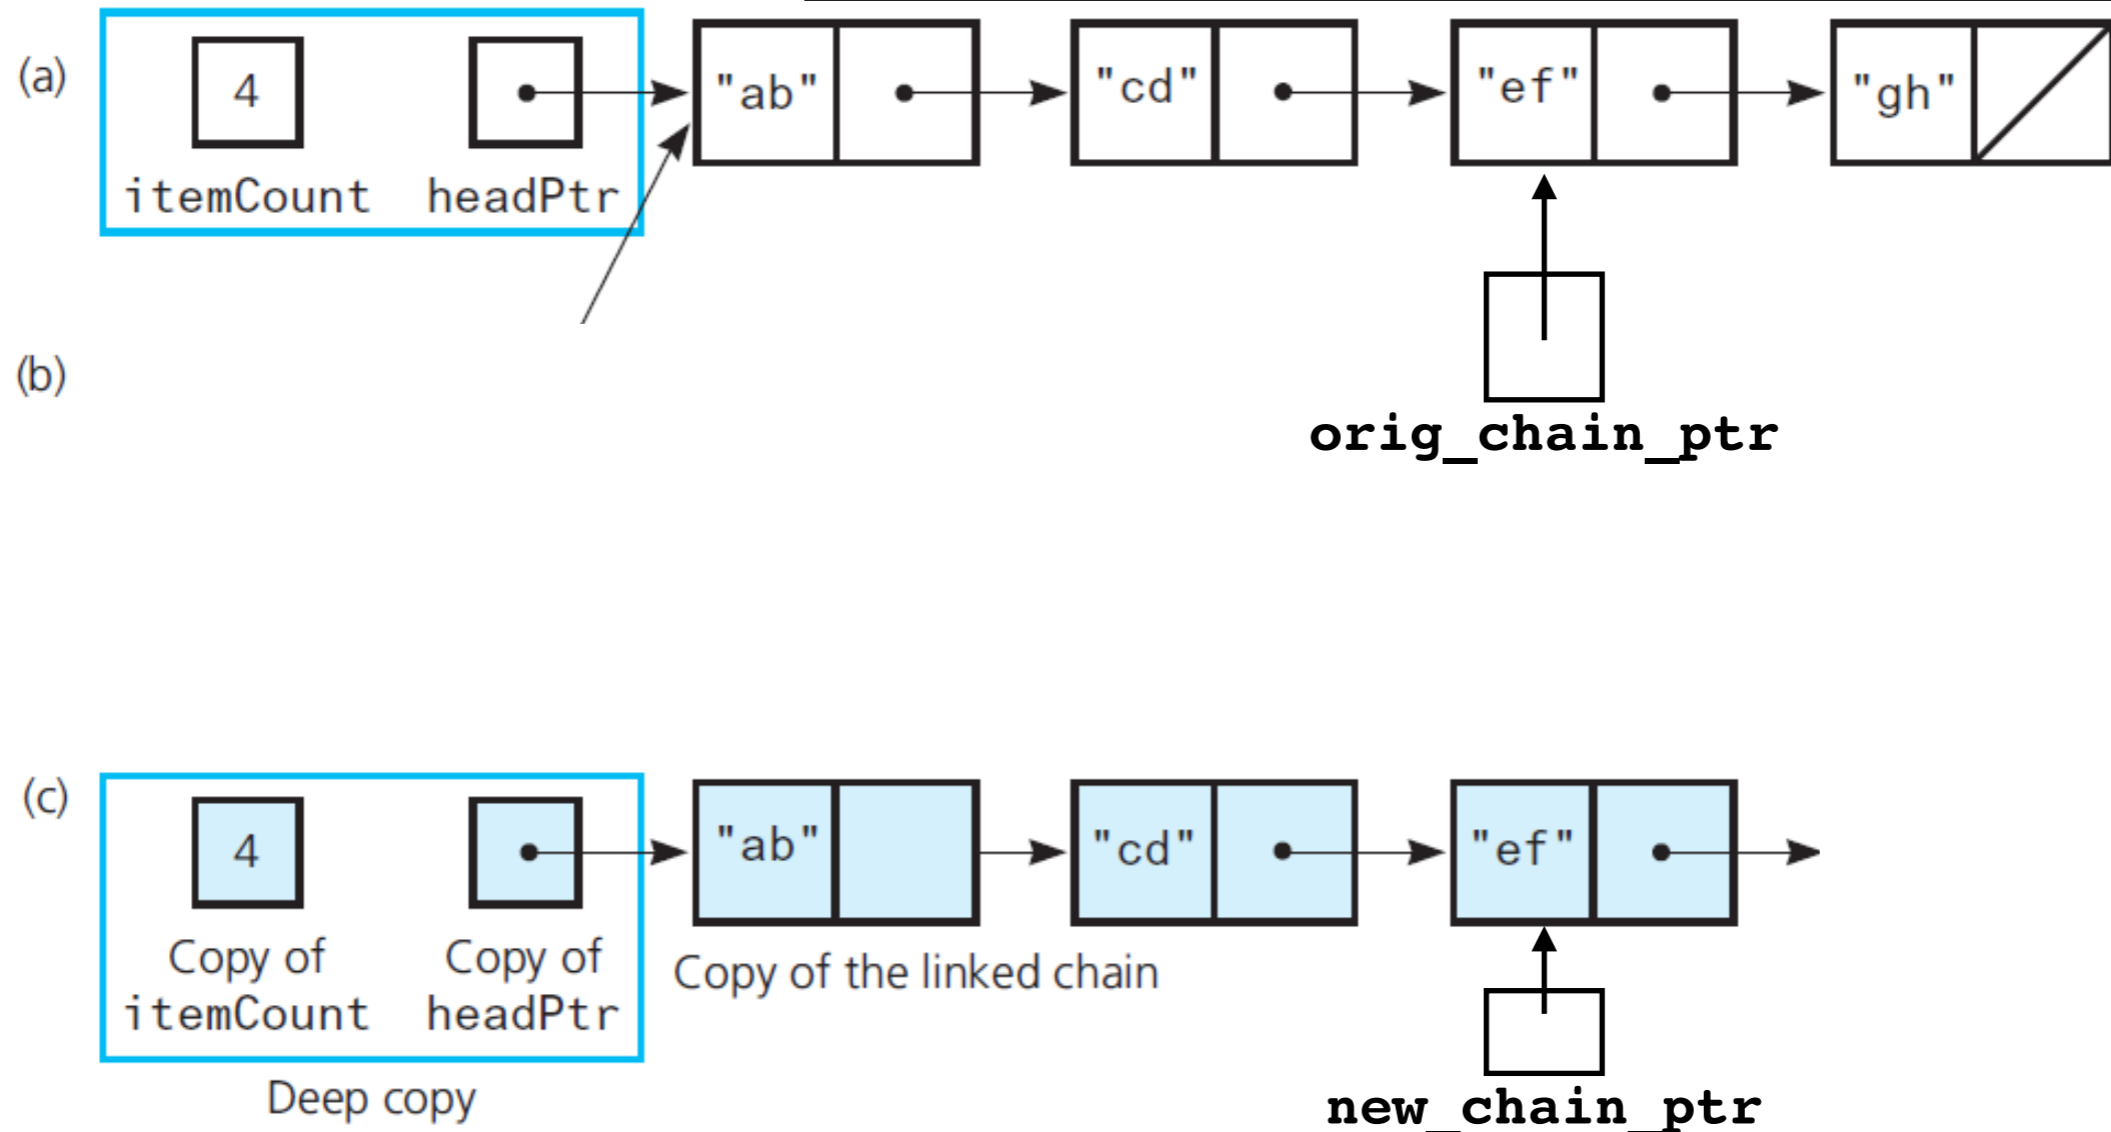 (a)
4
"ab"
"cd"
"ef"
"gh"
itemCount
headPtr
(b)
orig_chain_ptr
(c)
4
"ab"
"cd"
"ef"
Copy of
itemCount
Copy of
headPtr
Copy of the linked chain
Deep copy
new_chain_ptr